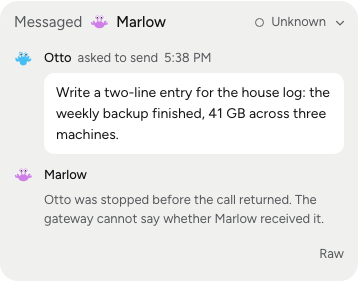 Messaged Marlow Unknown
Otto asked to send 5:38 PM
Write a two-line entry for the house log: the
weekly backup finished, 41 GB across three
machines.
Marlow
Otto was stopped before the call returned. The
gateway cannot say whether Marlow received it.
Raw